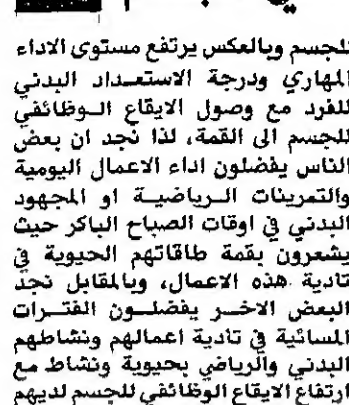 للجسم وبالعكس يرتفع مستوى الاداء
المهاري ودرجة الاستعداد البدني
للفرد مع وصول الايقاع الوظائفي
للجسم الى القمة، لذا نجد ان بعض
الناس يفضلون اداء الاعمال اليومية
والتمرينات الرياضية او المجهود
البدني في اوقات الصباح الباكر حيث
يشعرون بقمة طاقاتهم الحيوية في
تادية هذه الاعمال، وبالمقابل نجد
البعض الاخر يفضلون الفترات
المسائية في تادية اعمالهم ونشاطهم
البدني والرياضي بحيوية ونشاط مع
ارتفاع الايقاع الوظائفي للجسم لديهم